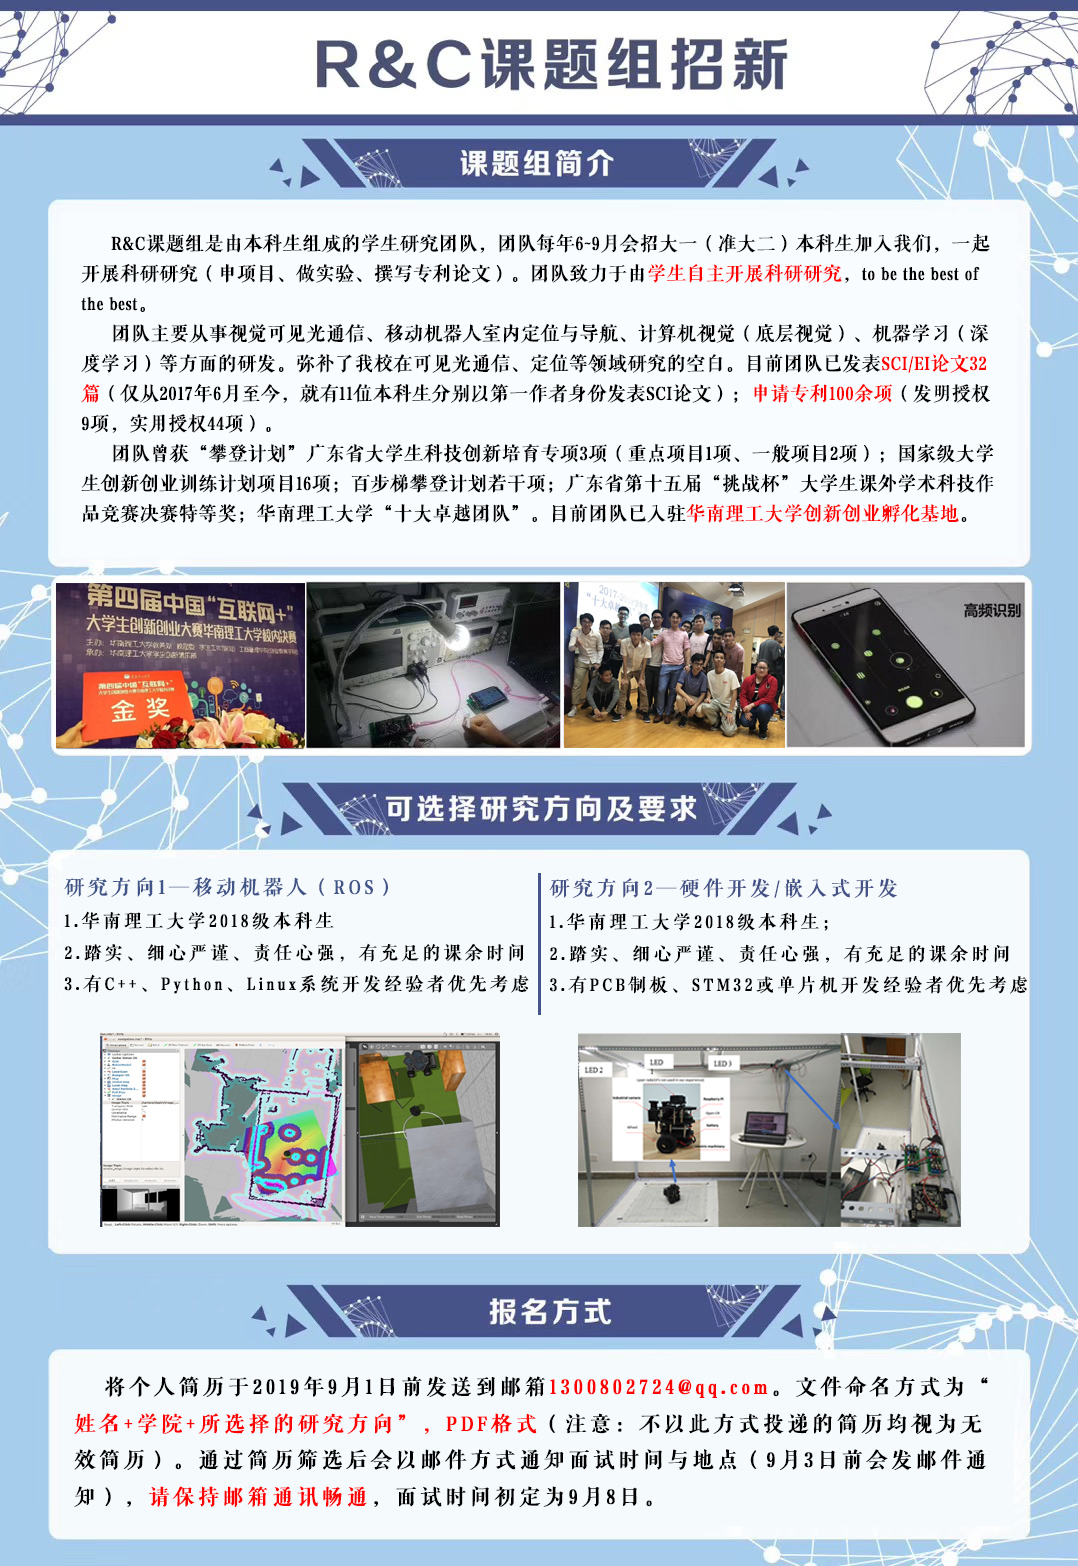 R&C课题组招新
课题组简介
R&C课题组是由本科生组成的学生研究团队，团队每年6-9月会招大一（准大二）本科生加入我们，一起
开展科研研究（申项目、做实验、撰写专利论文）。团队致力于由学生自主开展科研研究，to be the best of
the best。
团队主要从事视觉可见光通信、移动机器人室内定位与导航、计算机视觉（底层视觉）、机器学习（深
度学习）等方面的研发。弥补了我校在可见光通信、定位等领域研究的空白。目前团队已发表SCI/EI论文32
篇（仅从2017年6月至今，就有11位本科生分别以第一作者身份发表SCI论文）；申请专利100余项（发明授权
9项，实用授权44项）。
团队曾获“攀登计划”广东省大学生科技创新培育专项3项（重点项目1项、一般项目2项）；国家级大学
生创新创业训练计划项目16项；百步梯攀登计划若干项；广东省第十五届“挑战杯”大学生课外学术科技作
品竞赛决赛特等奖；华南理工大学“十大卓越团队”。目前团队已入驻华南理工大学创新创业孵化基地。
第四届中国“互联网+”
大学生创新创业大赛华南理工大学校内决赛
金奖
高频识别
可选择研究方向及要求
研究方向1—移动机器人（ROS）
1.华南理工大学2018级本科生
2.踏实、细心严谨、责任心强，有充足的课余时间
3.有C++、Python、Linux系统开发经验者优先考虑
研究方向2—硬件开发/嵌入式开发
1.华南理工大学2018级本科生；
2.踏实、细心严谨、责任心强，有充足的课余时间
3.有PCB制板、STM32或单片机开发经验者优先考虑
LED 2
LED
LED 3
报名方式
将个人简历于2019年9月1日前发送到邮箱1300802724@qq.com。文件命名方式为“
姓名+学院+所选择的研究方向”，PDF格式（注意：不以此方式投递的简历均视为无
效简历）。通过简历筛选后会以邮件方式通知面试时间与地点（9月3日前会发邮件通
知），请保持邮箱通讯畅通，面试时间初定为9月8日。